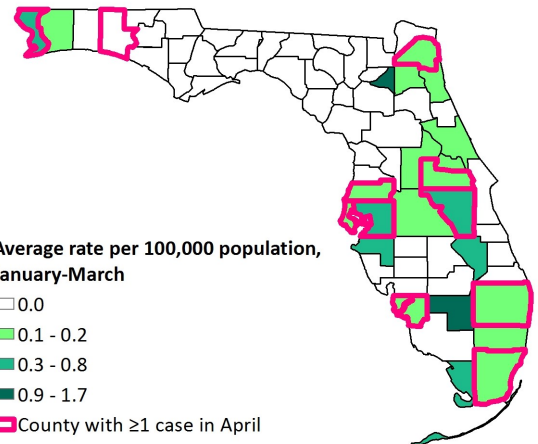 Average rate per 100,000 population,
January-March
0.0
0.1 - 0.2
0.3 - 0.8
0.9 - 1.7
County with ≥1 case in April